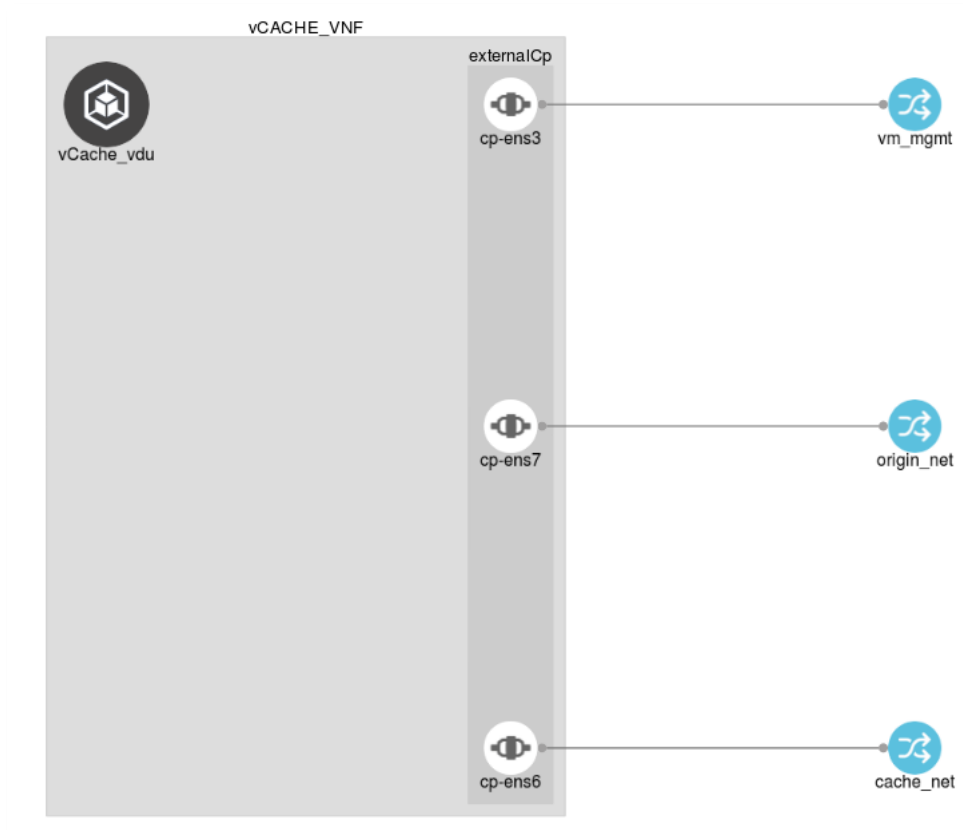 vCACHE_VNF
externalCp
vCache_vdu
cp-ens3
vm_mgmt
cp-ens7
origin_net
cp-ens6
cache_net